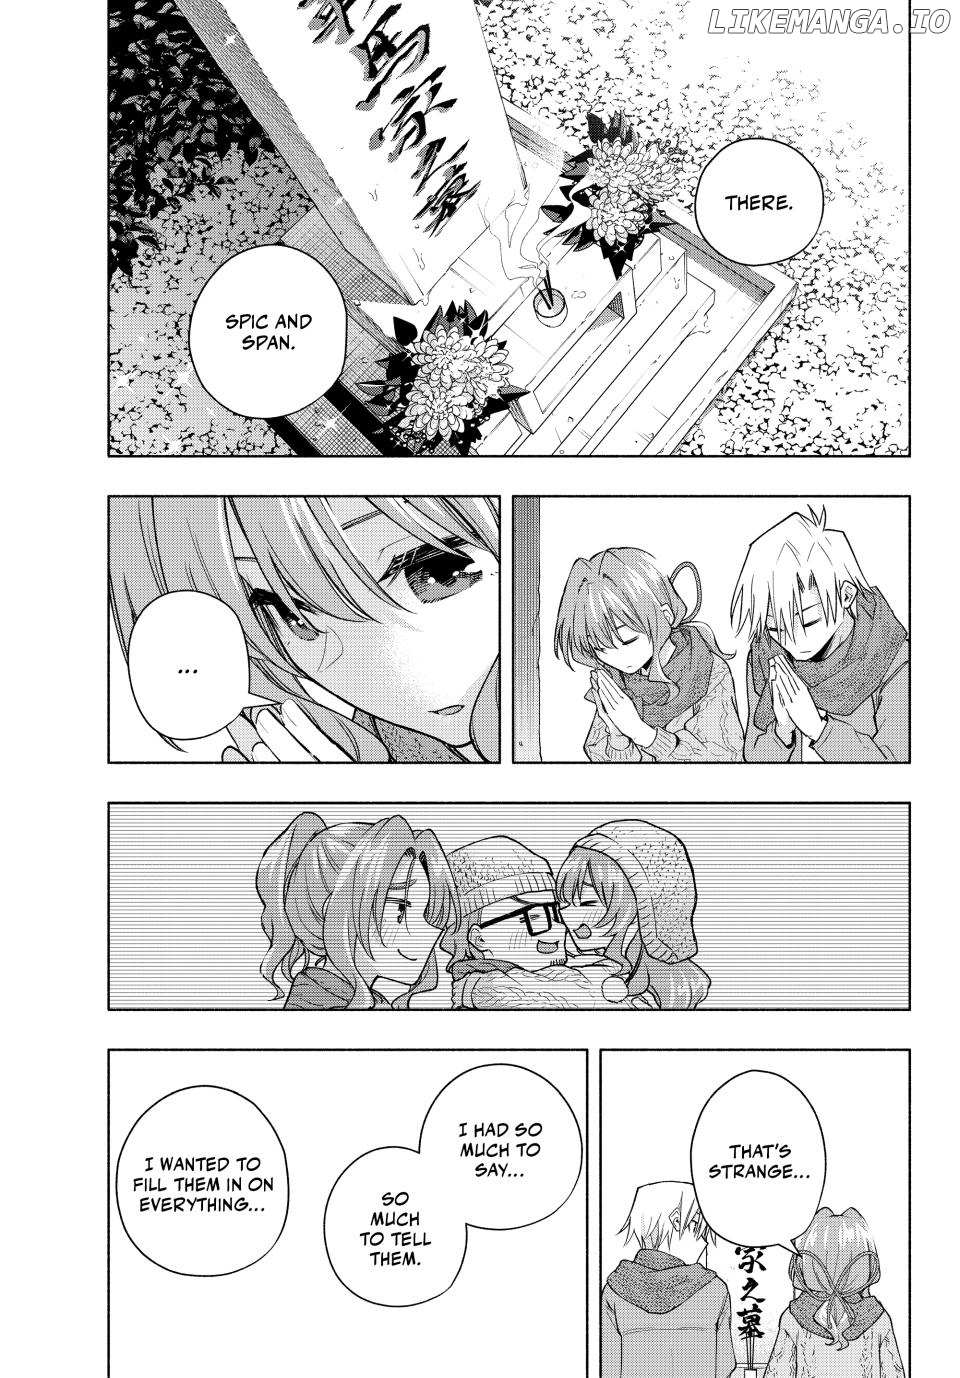 LIKEMANGA.IO
THERE.
SPIC AND
SPAN.
...
THAT'S
STRANGE...
家之墓
I HAD SO
MUCH TO
SAY...
SO
MUCH
TO TELL
THEM.
I WANTED TO
FILL THEM IN ON
EVERYTHING...